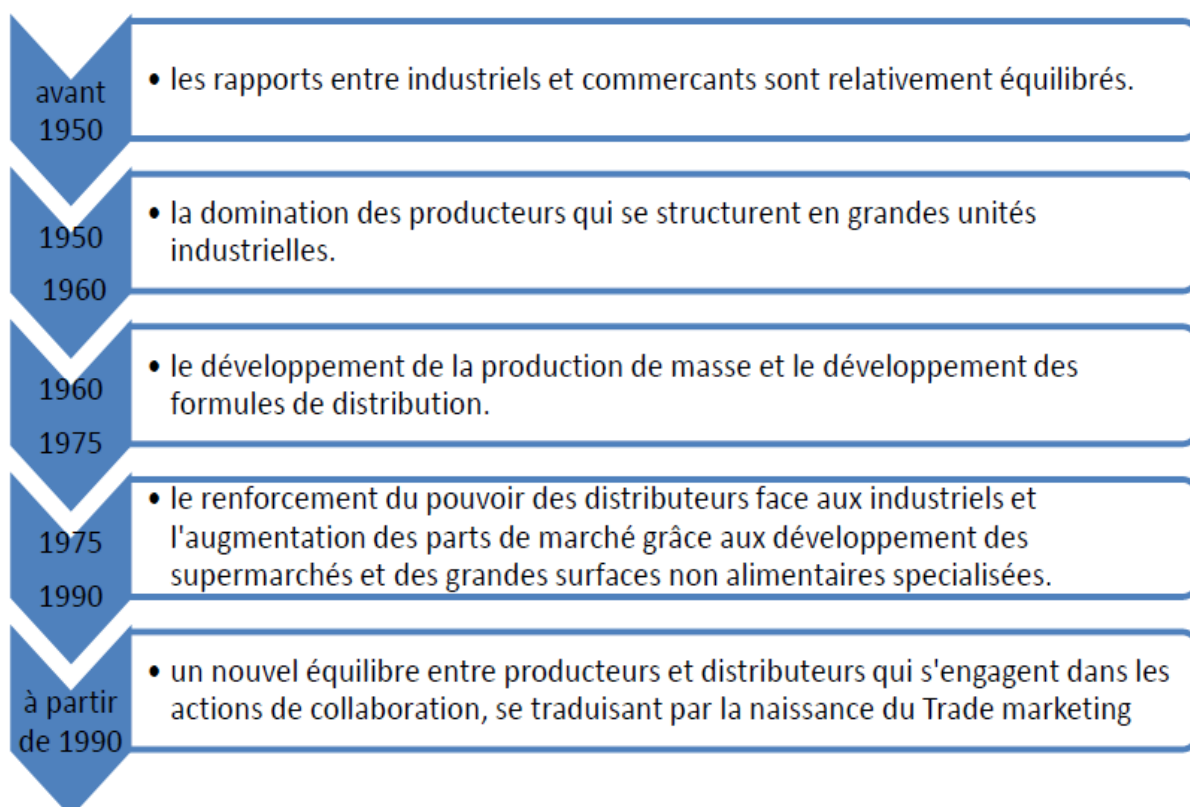 avant
1950
• les rapports entre industriels et commercants sont relativement équilibrés.
1950
1960
• la domination des producteurs qui se structurent en grandes unités
industrielles.
1960
1975
• le développement de la production de masse et le développement des
formules de distribution.
1975
1990
• le renforcement du pouvoir des distributeurs face aux industriels et
l'augmentation des parts de marché grâce aux développement des
supermarchés et des grandes surfaces non alimentaires specialisées.
à partir
de 1990
• un nouvel équilibre entre producteurs et distributeurs qui s'engagent dans les
actions de collaboration, se traduisant par la naissance du Trade marketing